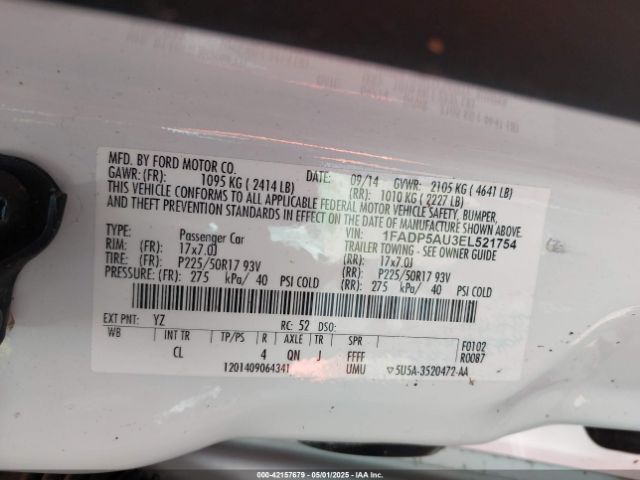 MFD. BY FORD MOTOR CO.
DATE: 09/14 GVWR: 2105 KG ( 4641 LB)
GAWR: (FR): 1095 KG ( 2414 LB) (RR): 1010 KG ( 2227 LB)
THIS VEHICLE CONFORMS TO ALL APPLICABLE FEDERAL MOTOR VEHICLE SAFETY, BUMPER,
AND THEFT PREVENTION STANDARDS IN EFFECT ON THE DATE OF MANUFACTURE SHOWN ABOVE.
VIN: 1FADP5AU3EL521754
TYPE: Passenger Car TRAILER TOWING - SEE OWNER GUIDE
RIM: (FR) 17x7.0J (RR): 17x7.0J
TIRE: (FR): P225/50R17 93V (RR): P225/50R17 93V
PRESSURE: (FR): 275 kPa/ 40 PSI COLD (RR): 275 kPa/ 40 PSI COLD
EXT PNT: YZ RC: 52 DSO:
WB INT TR TP/PS R AXLE TR SPR F0102
CL 4 QN J FFFF R0087
1201409064341 UMU ▽5U5A-3520472-AA
000-42157679 - 05/01/2025 - IAA Inc.